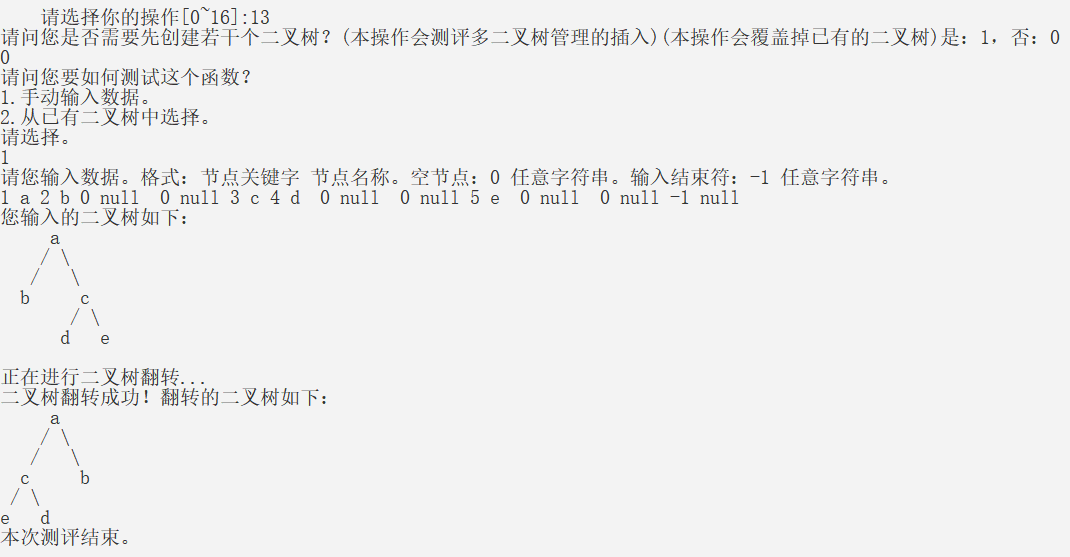 请选择你的操作[0~16]:13
请问您是否需要先创建若干个二叉树？(本操作会测评多二叉树管理的插入)(本操作会覆盖掉已有的二叉树)是：1，否：0
0
请问您要如何测试这个函数？
1.手动输入数据。
2.从已有二叉树中选择。
请选择。
1
请您输入数据。格式：节点关键字 节点名称。空节点：0 任意字符串。输入结束符：-1 任意字符串。
1 a 2 b 0 null  0 null 3 c 4 d  0 null  0 null 5 e  0 null  0 null -1 null
您输入的二叉树如下：
     a
    / \
   /   \
  b     c
       / \
      d   e
正在进行二叉树翻转...
二叉树翻转成功！翻转的二叉树如下：
     a
    / \
   /   \
  c     b
 / \
e   d
本次测评结束。